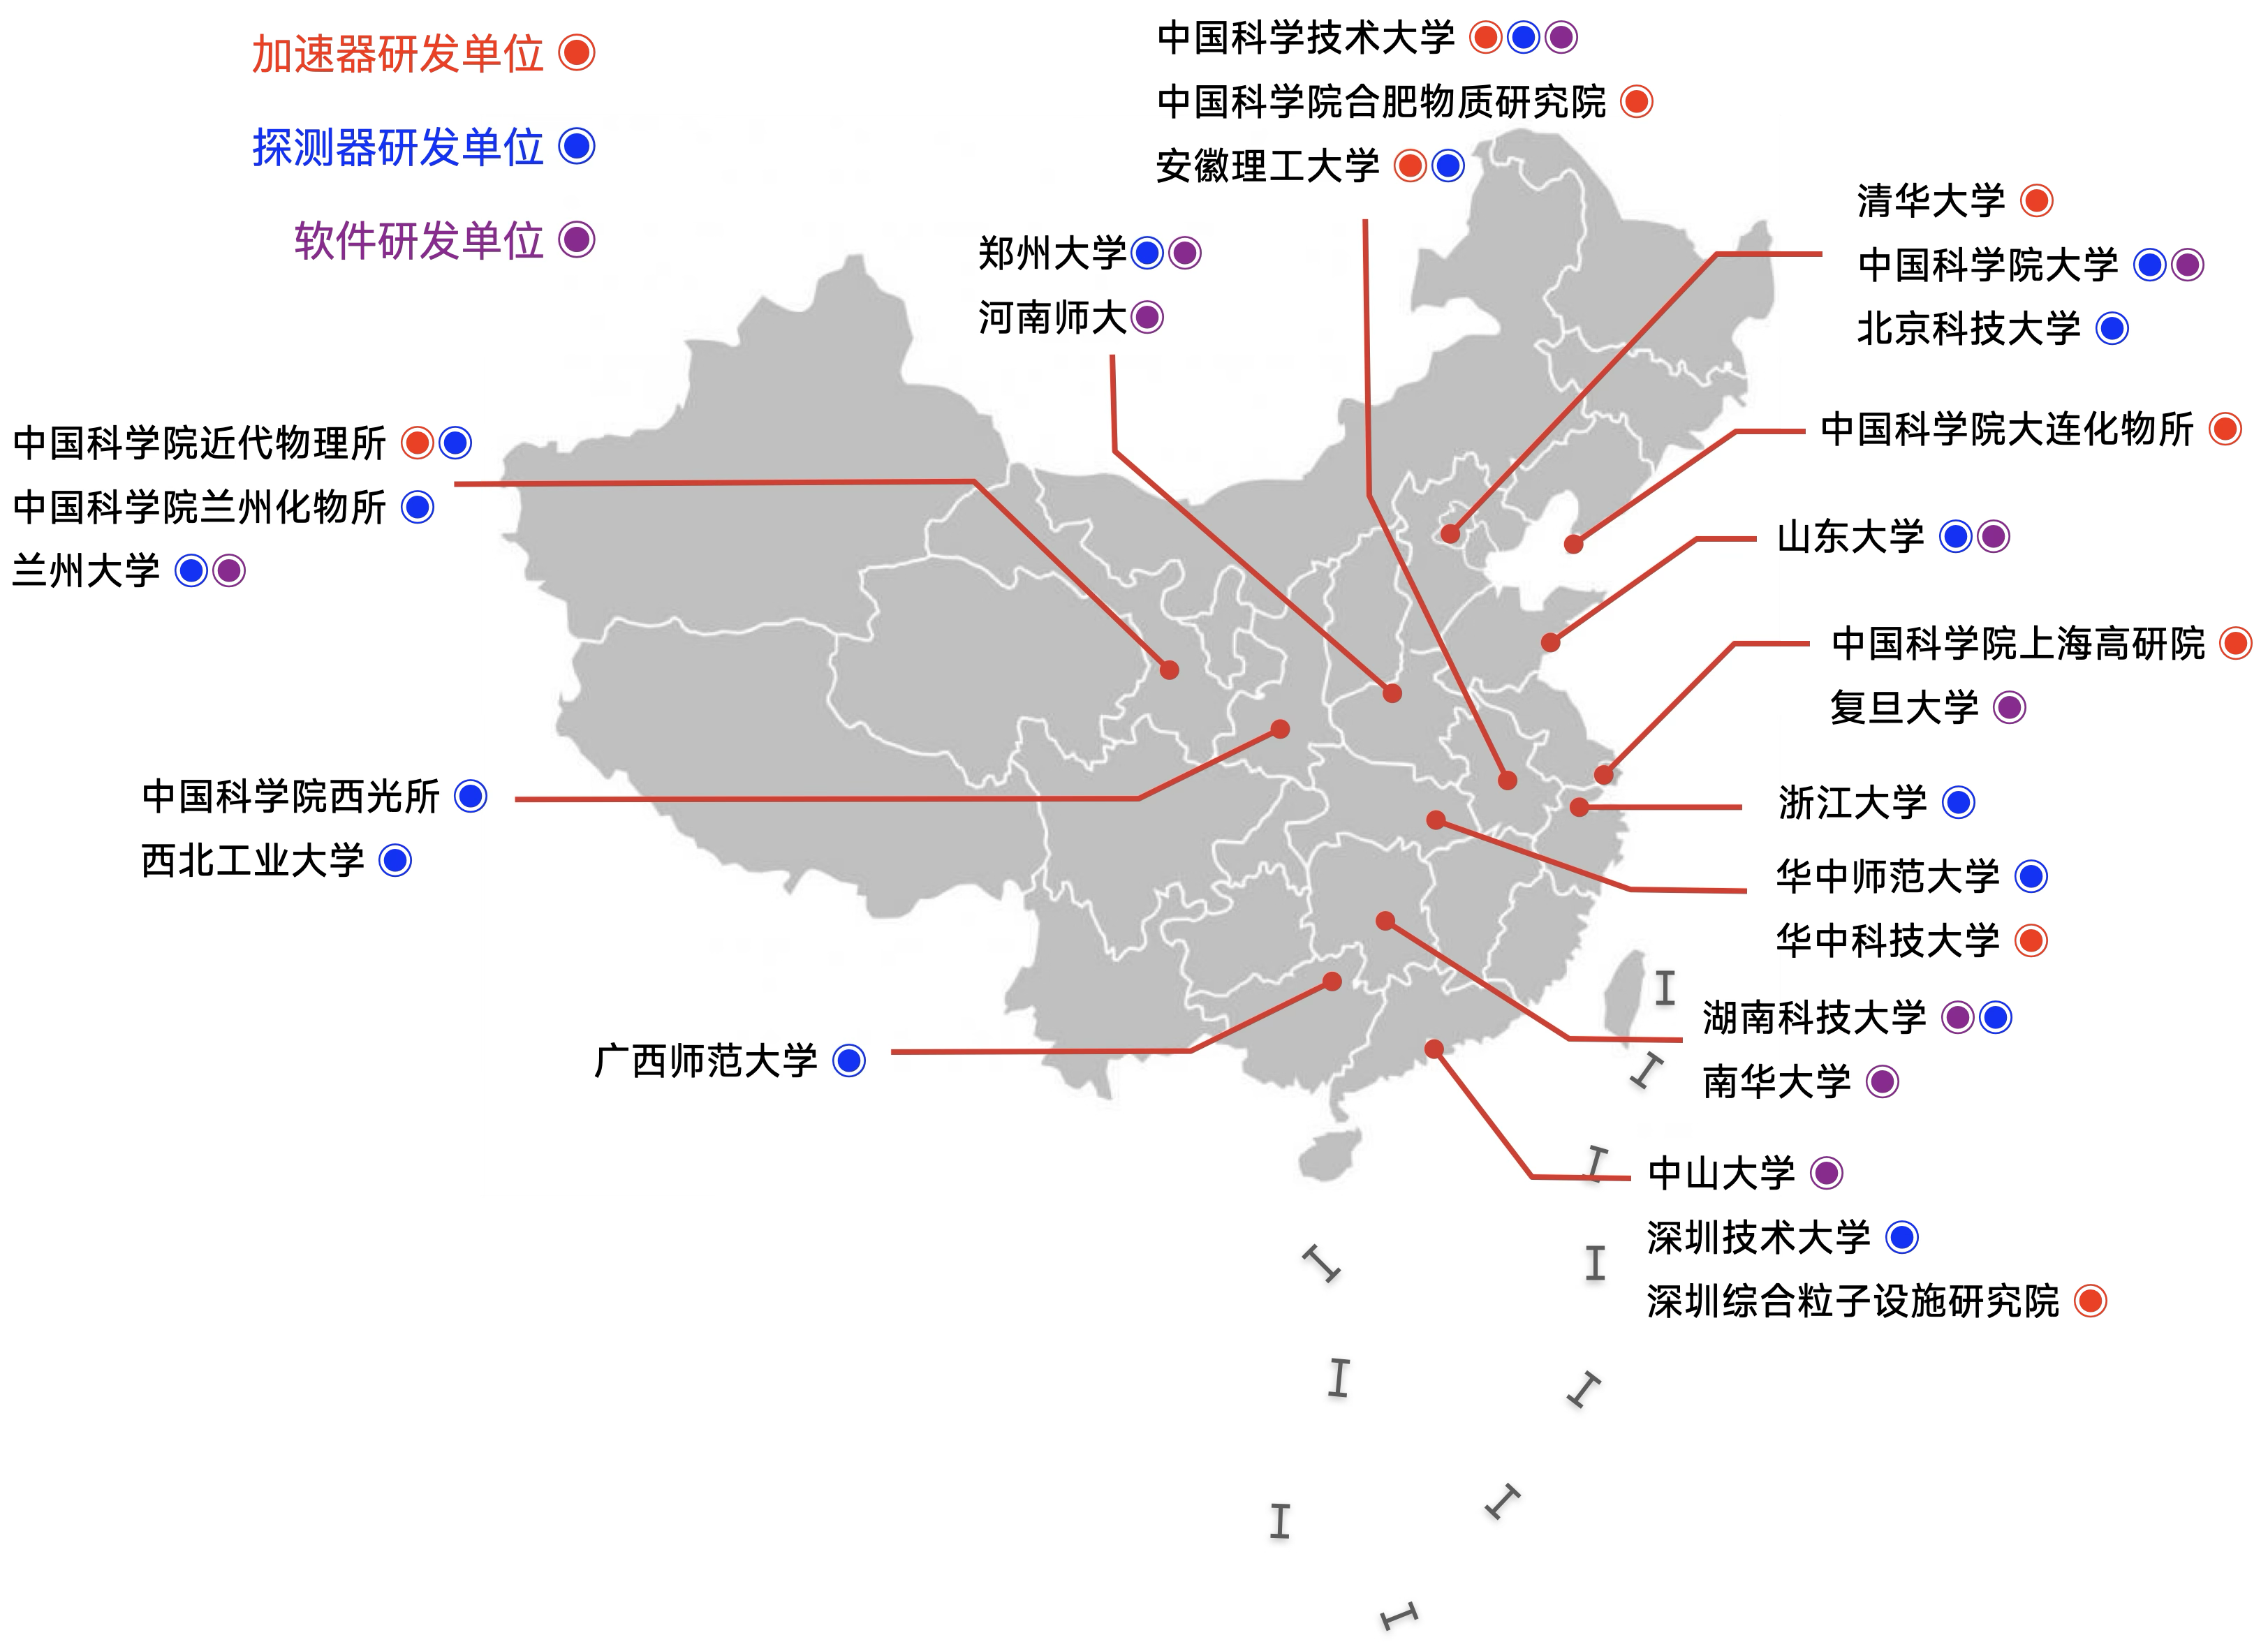 加速器研发单位
探测器研发单位
软件研发单位
中国科学技术大学
中国科学院合肥物质研究院
安徽理工大学
郑州大学
河南师大
清华大学
中国科学院大学
北京科技大学
中国科学院大连化物所
山东大学
中国科学院上海高研院
复旦大学
浙江大学
华中师范大学
华中科技大学
湖南科技大学
南华大学
中山大学
深圳技术大学
深圳综合粒子设施研究院
中国科学院近代物理所
中国科学院兰州化物所
兰州大学
中国科学院西光所
西北工业大学
广西师范大学